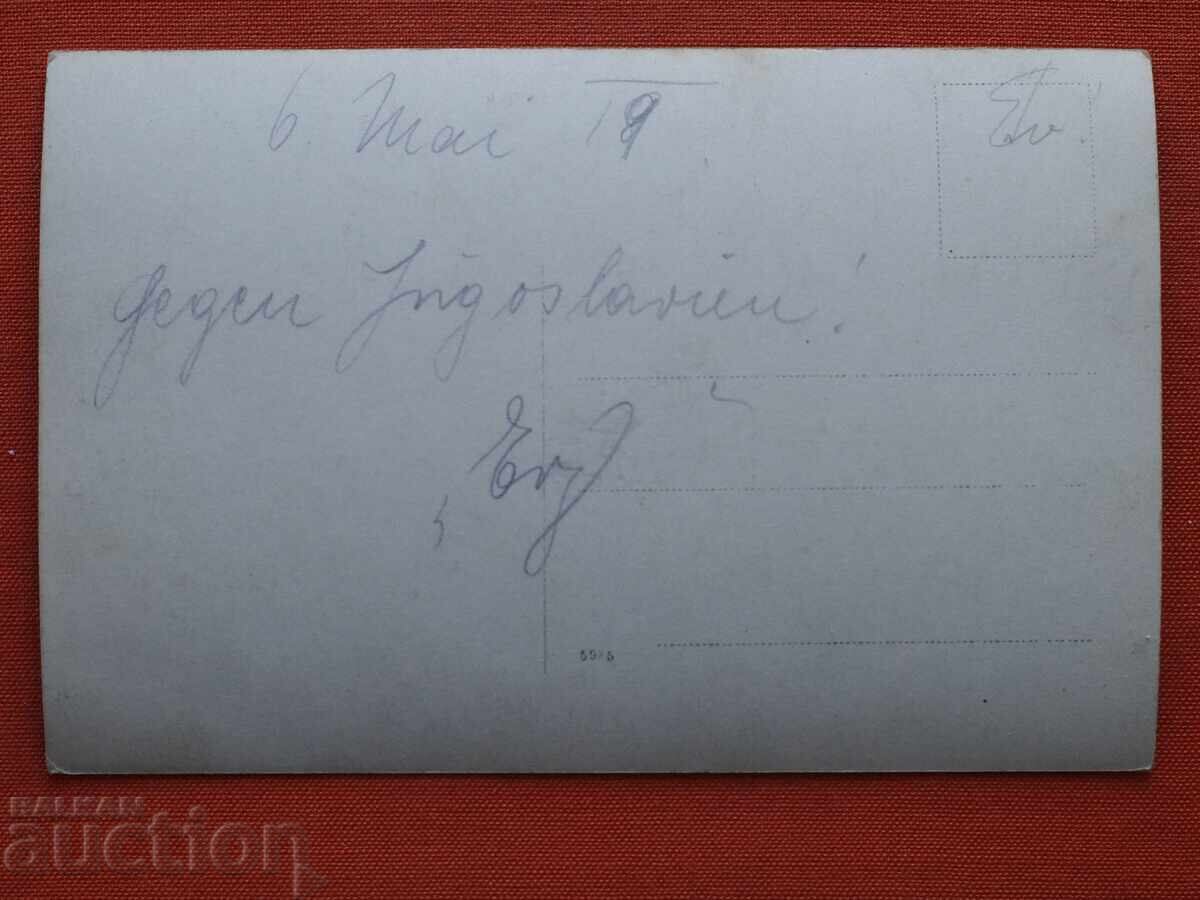 6. Mai 19
Gegen Jugoslavien!
59/5
BALKAN
auction